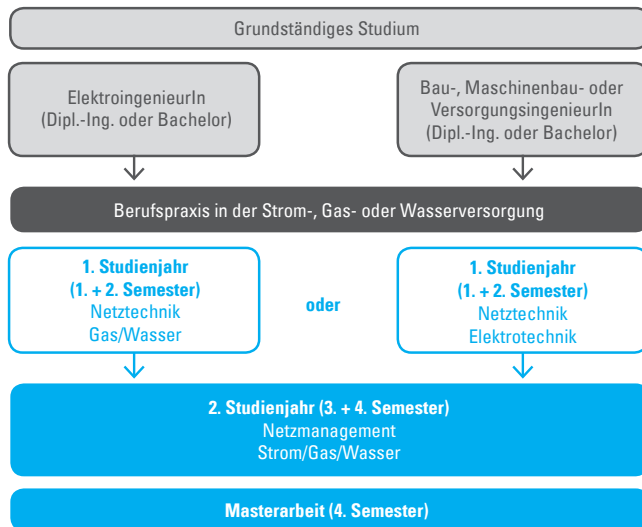 Grundständiges Studium
ElektroingenieurIn
(Dipl.-Ing. oder Bachelor)
Bau-, Maschinenbau- oder
VersorgungsingenieurIn
(Dipl.-Ing. oder Bachelor)
Berufspraxis in der Strom-, Gas- oder Wasserversorgung
1. Studienjahr
(1. + 2. Semester)
Netztechnik
Gas/Wasser
oder
1. Studienjahr
(1. + 2. Semester)
Netztechnik
Elektrotechnik
2. Studienjahr (3. + 4. Semester)
Netzmanagement
Strom/Gas/Wasser
Masterarbeit (4. Semester)